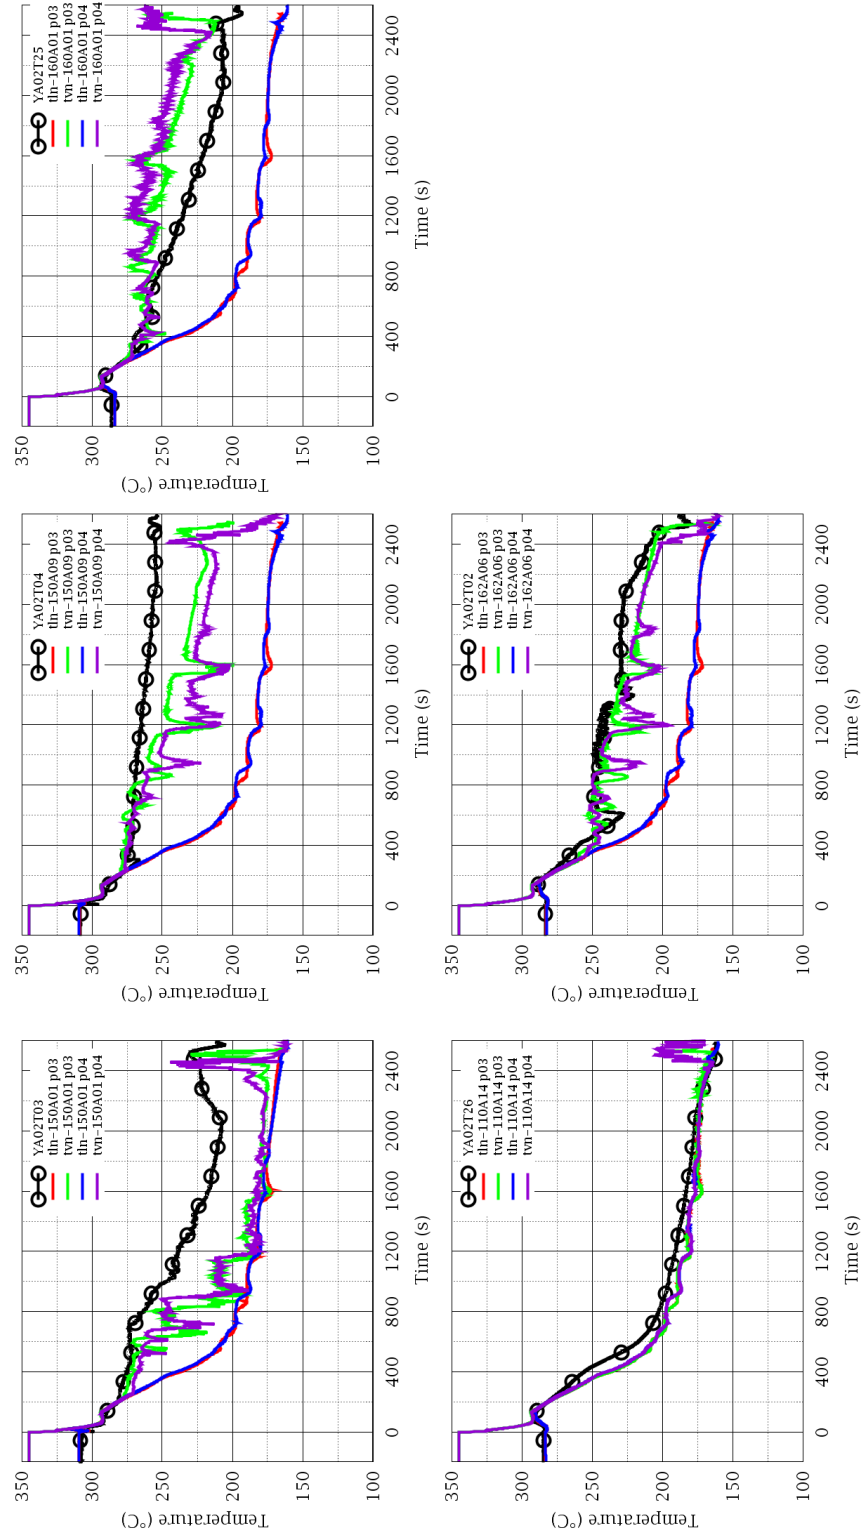 350
300
250
200
150
100
Temperature (°C)
YA02T03
tln-150A01 p03
tvn-150A01 p03
tln-150A01 p04
tvn-150A01 p04
0 400 800 1200 1600 2000 2400
Time (s)
350
300
250
200
150
100
Temperature (°C)
YA02T04
tln-150A09 p03
tvn-150A09 p03
tln-150A09 p04
tvn-150A09 p04
0 400 800 1200 1600 2000 2400
Time (s)
350
300
250
200
150
100
Temperature (°C)
YA02T25
tln-160A01 p03
tvn-160A01 p03
tln-160A01 p04
tvn-160A01 p04
0 400 800 1200 1600 2000 2400
Time (s)
350
300
250
200
150
100
Temperature (°C)
YA02T26
tln-110A14 p03
tvn-110A14 p03
tln-110A14 p04
tvn-110A14 p04
0 400 800 1200 1600 2000 2400
Time (s)
350
300
250
200
150
100
Temperature (°C)
YA02T02
tln-162A06 p03
tvn-162A06 p03
tln-162A06 p04
tvn-162A06 p04
0 400 800 1200 1600 2000 2400
Time (s)